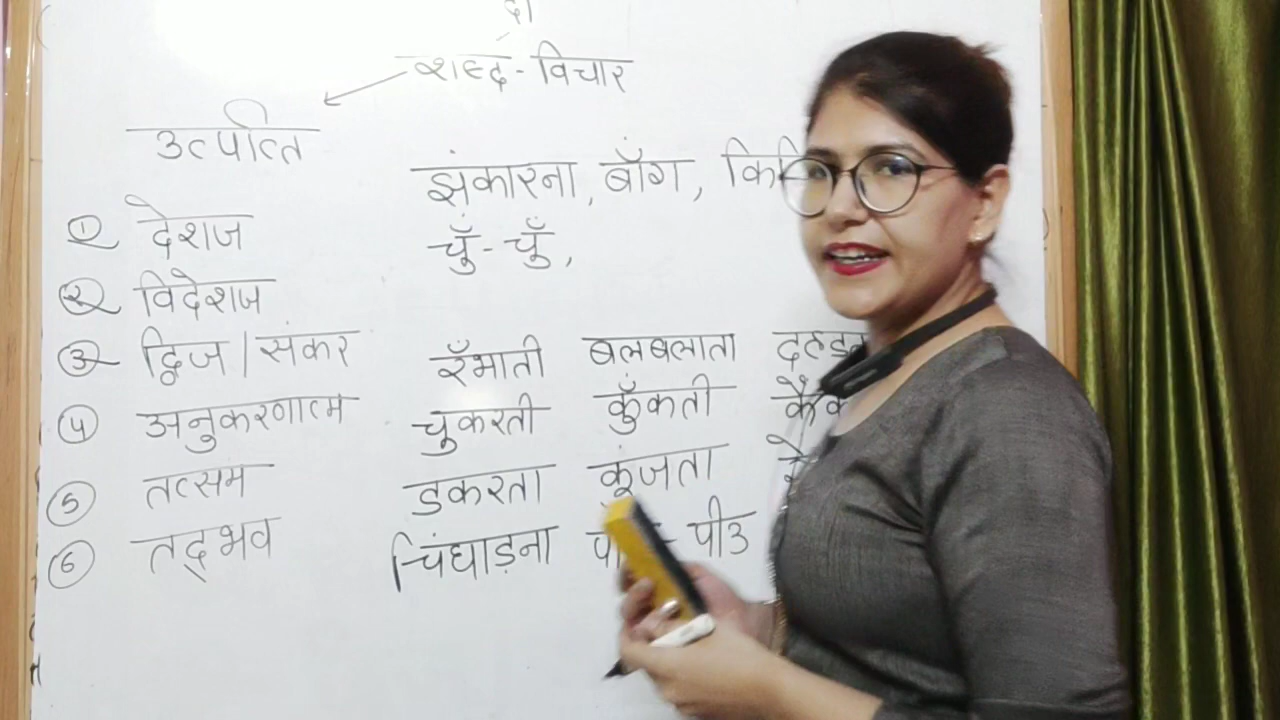 शब्द-विचार
उत्पत्ति
झंकारना, बाँग,
चूँ-चूँ,
① देशज
② विदेशज
③ द्विज/संकर
④ अनुकरणात्म
⑤ तत्सम
⑥ तद्भव
रँभाती बलबलाता
चुकरती कुँकती
डकरता कूंजता
चिंघाड़ना पीउ